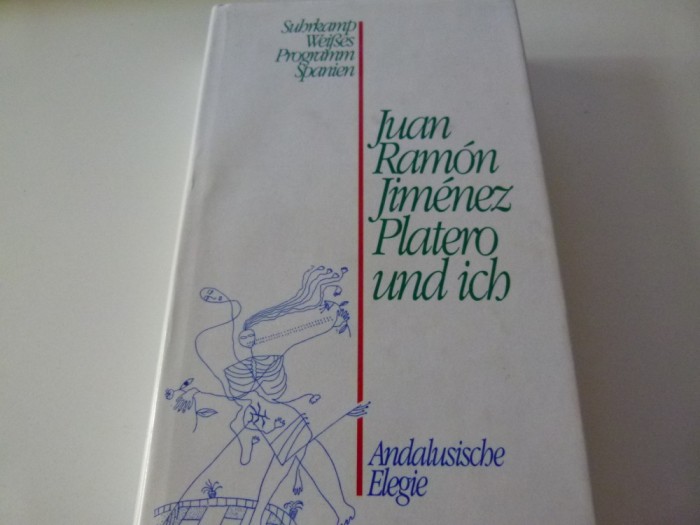 Suhrkamp
Weißes
Programm
Spanien
Juan
Ramón
Jiménez
Platero
und ich
Andalusische
Elegie